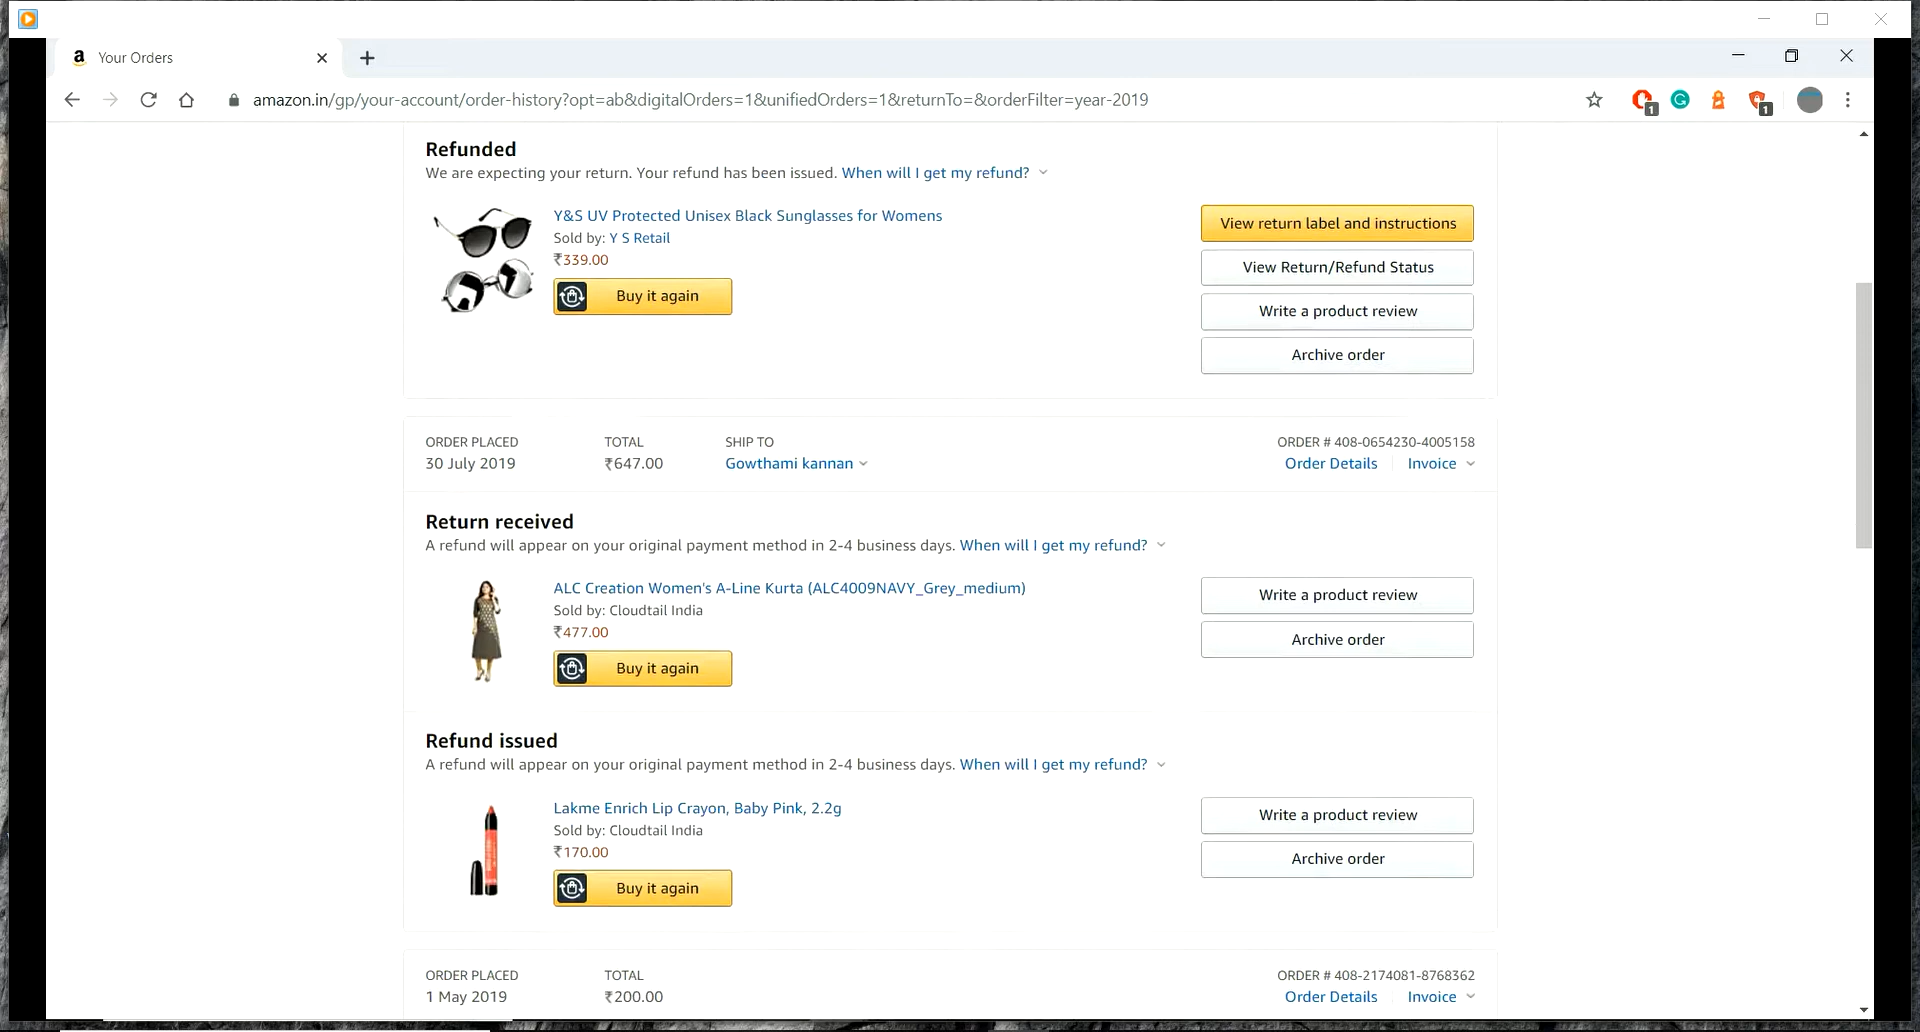 Your Orders
amazon.in/gp/your-account/order-history?opt=ab&digitalOrders=1&unifiedOrders=1&returnTo=&orderFilter=year-2019
1
1
Refunded
We are expecting your return. Your refund has been issued. When will I get my refund?
Y&S UV Protected Unisex Black Sunglasses for Womens
Sold by: Y S Retail
₹339.00
Buy it again
View return label and instructions
View Return/Refund Status
Write a product review
Archive order
ORDER PLACED
30 July 2019
TOTAL
₹647.00
SHIP TO
Gowthami kannan
ORDER # 408-0654230-4005158
Order Details
Invoice
Return received
A refund will appear on your original payment method in 2-4 business days. When will I get my refund?
ALC Creation Women's A-Line Kurta (ALC4009NAVY_Grey_medium)
Sold by: Cloudtail India
₹477.00
Buy it again
Write a product review
Archive order
Refund issued
A refund will appear on your original payment method in 2-4 business days. When will I get my refund?
Lakme Enrich Lip Crayon, Baby Pink, 2.2g
Sold by: Cloudtail India
₹170.00
Buy it again
Write a product review
Archive order
ORDER PLACED
1 May 2019
TOTAL
₹200.00
ORDER # 408-2174081-8768362
Order Details
Invoice